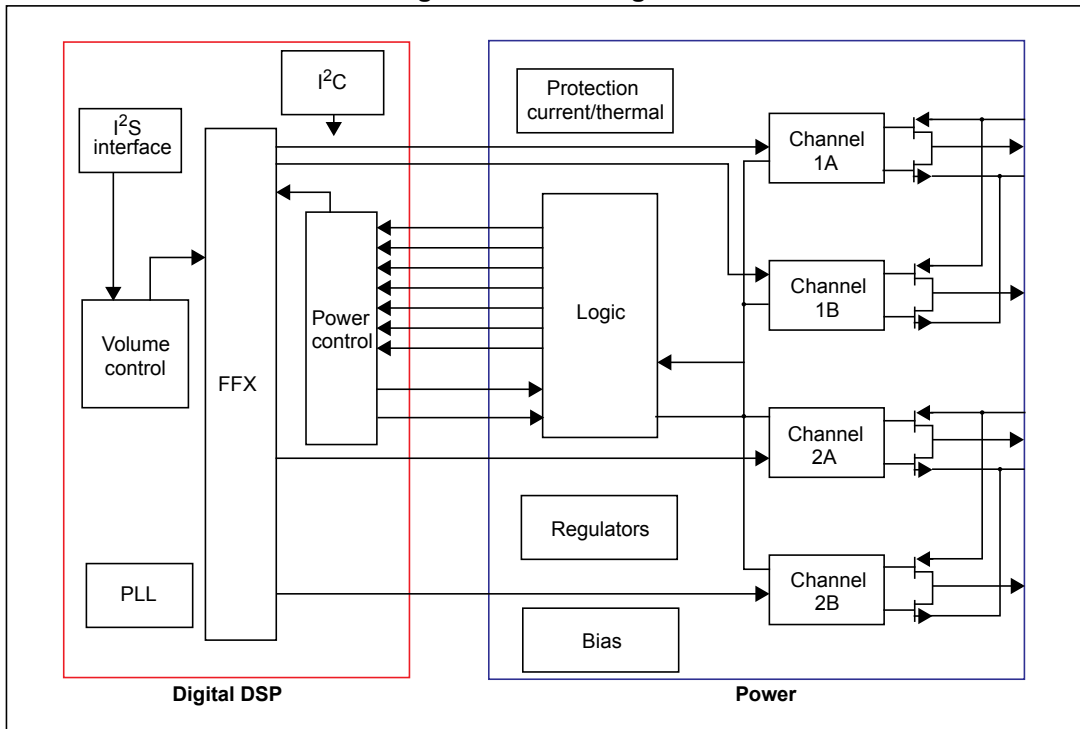 I2C
Protection
current/thermal
I2S
interface
Channel
1A
Channel
1B
Logic
Power
control
Volume
control
FFX
Channel
2A
Regulators
Channel
2B
PLL
Bias
Digital DSP
Power